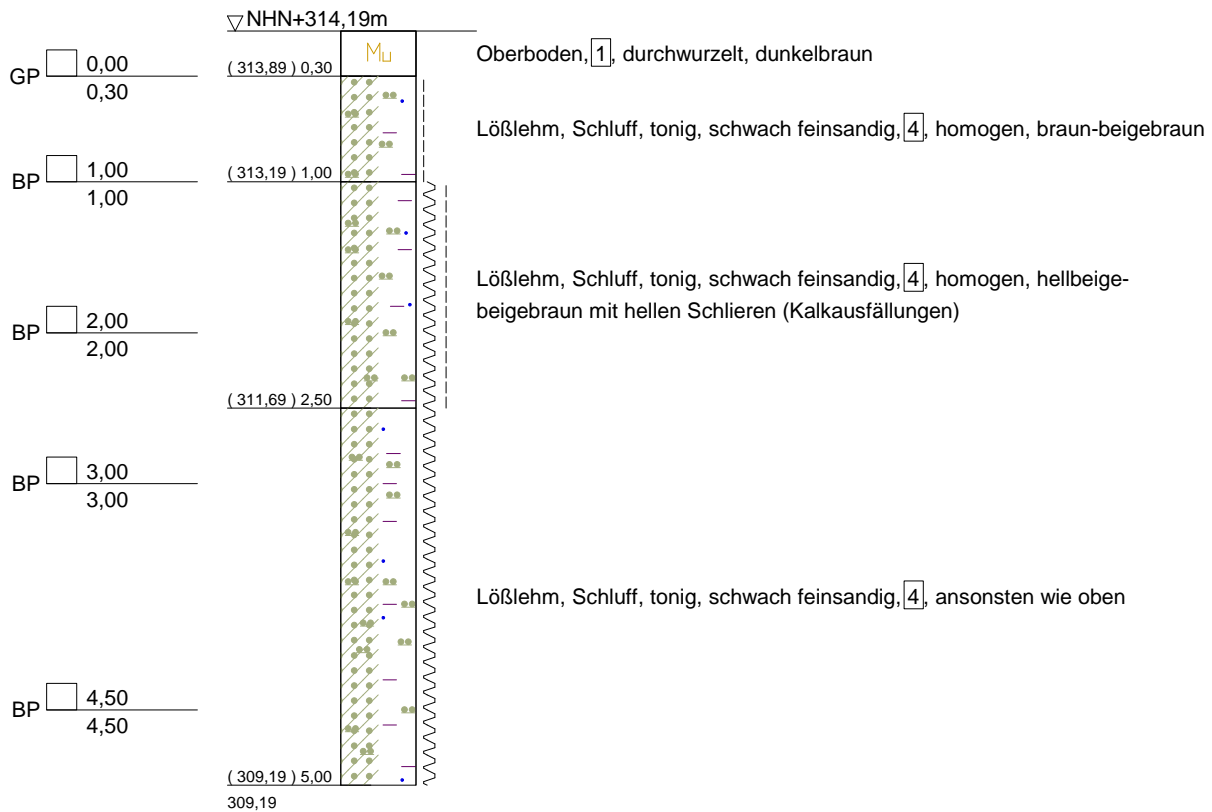 NHN+314,19m
Mu
Oberboden, 1, durchwurzelt, dunkelbraun
GP 0,00
0,30
( 313,89 ) 0,30
Lößlehm, Schluff, tonig, schwach feinsandig, 4, homogen, braun-beigebraun
BP 1,00
1,00
( 313,19 ) 1,00
Lößlehm, Schluff, tonig, schwach feinsandig, 4, homogen, hellbeige-
beigebraun mit hellen Schlieren (Kalkausfällungen)
BP 2,00
2,00
( 311,69 ) 2,50
BP 3,00
3,00
Lößlehm, Schluff, tonig, schwach feinsandig, 4, ansonsten wie oben
BP 4,50
4,50
( 309,19 ) 5,00
309,19